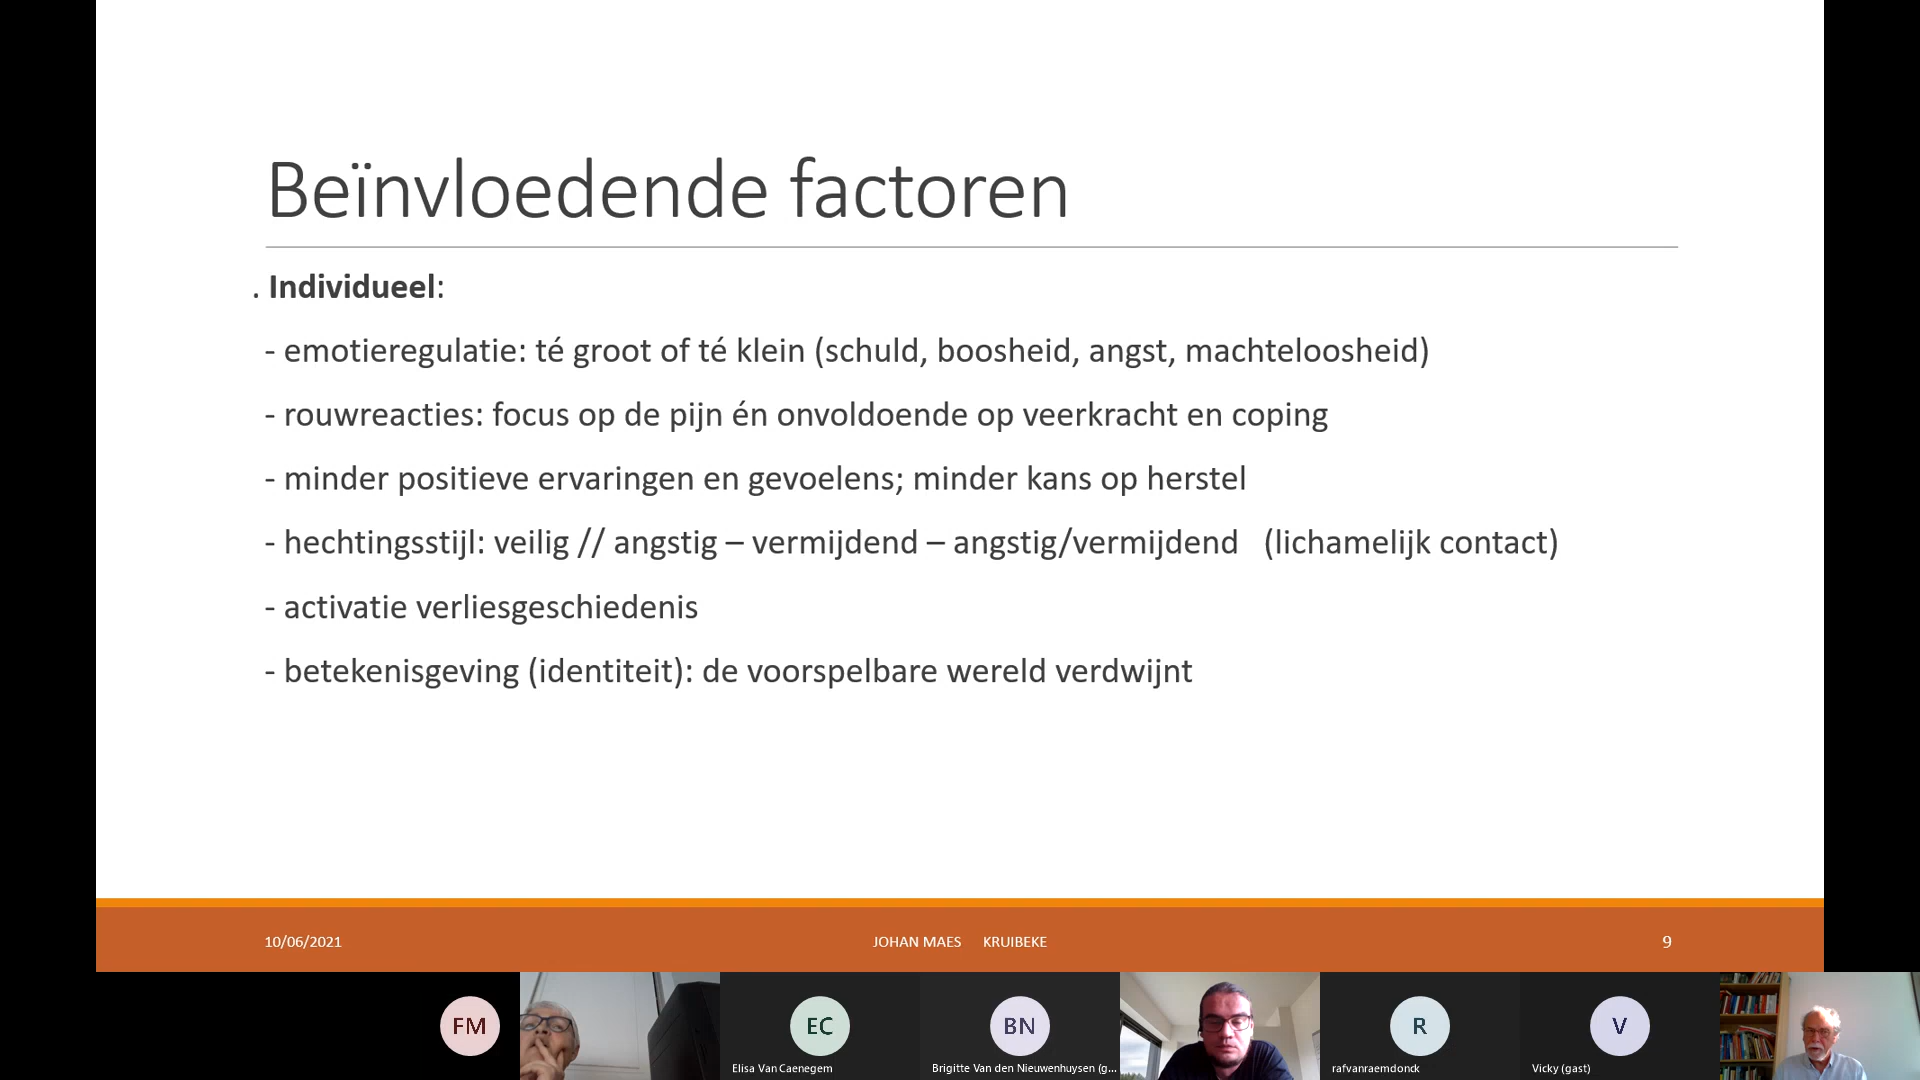 Beïnvloedende factoren
. Individueel:
- emotieregulatie: té groot of té klein (schuld, boosheid, angst, machteloosheid)
- rouwreacties: focus op de pijn én onvoldoende op veerkracht en coping
- minder positieve ervaringen en gevoelens; minder kans op herstel
- hechtingsstijl: veilig // angstig – vermijdend – angstig/vermijdend (lichamelijk contact)
- activatie verliesgeschiedenis
- betekenisgeving (identiteit): de voorspelbare wereld verdwijnt
10/06/2021 JOHAN MAES KRUIBEKE 9
FM EC BN R V
Elisa Van Caenegem Brigitte Van den Nieuwenhuysen (g... rafvanraemdonck Vicky (gast)